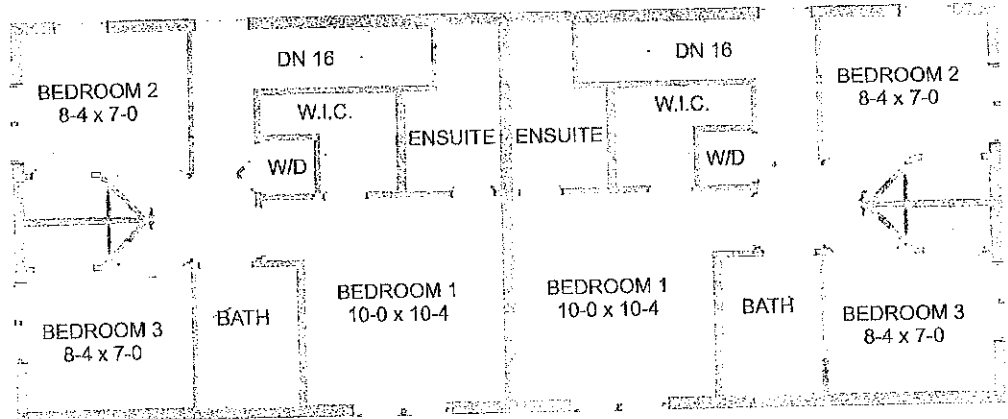 DN 16
DN 16
BEDROOM 2
8-4 x 7-0
W.I.C.
W.I.C.
BEDROOM 2
8-4 x 7-0
ENSUITE
ENSUITE
W/D
W/D
BEDROOM 3
8-4 x 7-0
BATH
BEDROOM 1
10-0 x 10-4
BEDROOM 1
10-0 x 10-4
BATH
BEDROOM 3
8-4 x 7-0